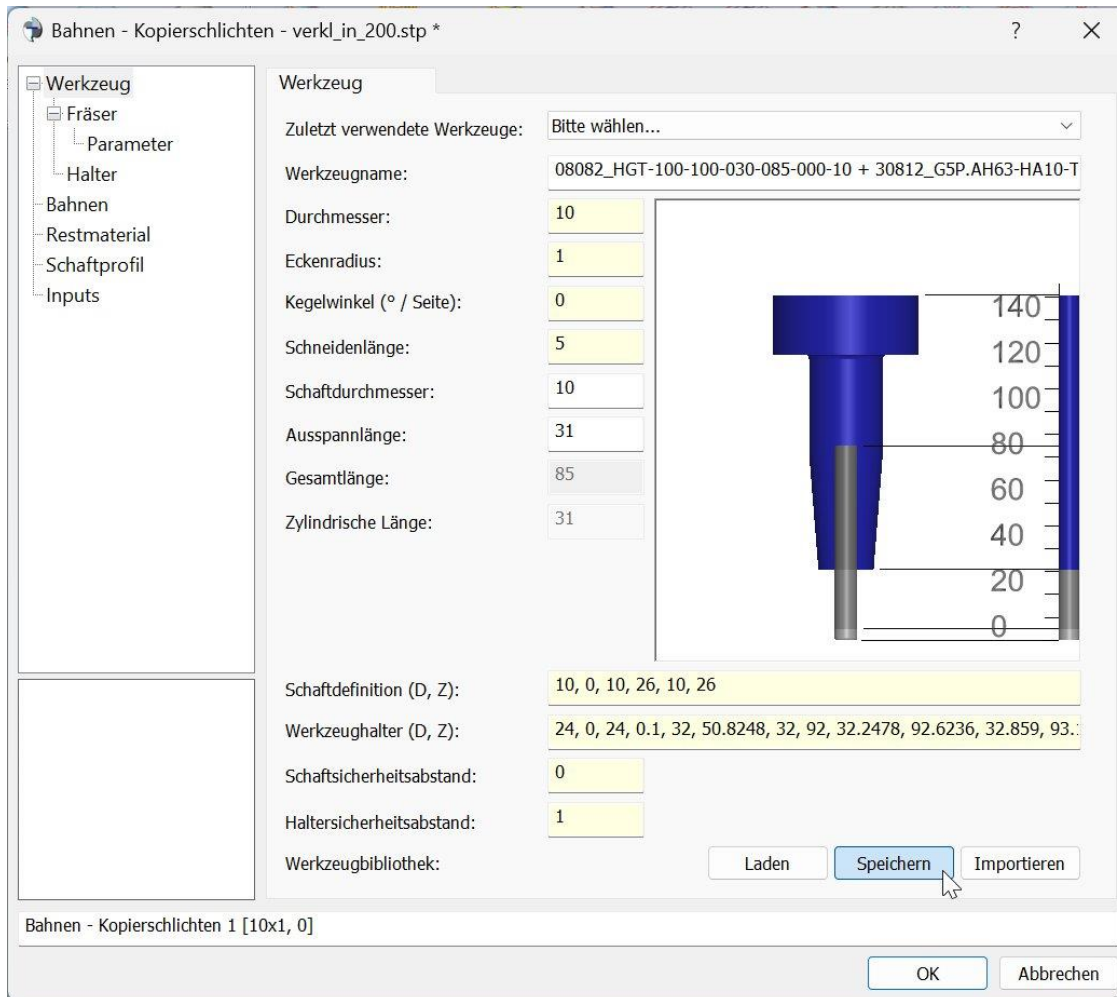 Bahnen - Kopierschlichten - verkl_in_200.stp *
Werkzeug
Fräser
Parameter
Halter
Bahnen
Restmaterial
Schaftprofil
Inputs
Werkzeug
Zuletzt verwendete Werkzeuge: Bitte wählen...
Werkzeugname: 08082_HGT-100-100-030-085-000-10 + 30812_G5P.AH63-HA10-T
Durchmesser: 10
Eckenradius: 1
Kegelwinkel (° / Seite): 0
Schneidenlänge: 5
Schaftdurchmesser: 10
Ausspannlänge: 31
Gesamtlänge: 85
Zylindrische Länge: 31
140
120
100
80
60
40
20
0
Schaftdefinition (D, Z): 10, 0, 10, 26, 10, 26
Werkzeughalter (D, Z): 24, 0, 24, 0.1, 32, 50.8248, 32, 92, 32.2478, 92.6236, 32.859, 93.
Schaftsicherheitsabstand: 0
Haltersicherheitsabstand: 1
Werkzeugbibliothek: Laden Speichern Importieren
Bahnen - Kopierschlichten 1 [10x1, 0]
OK Abbrechen